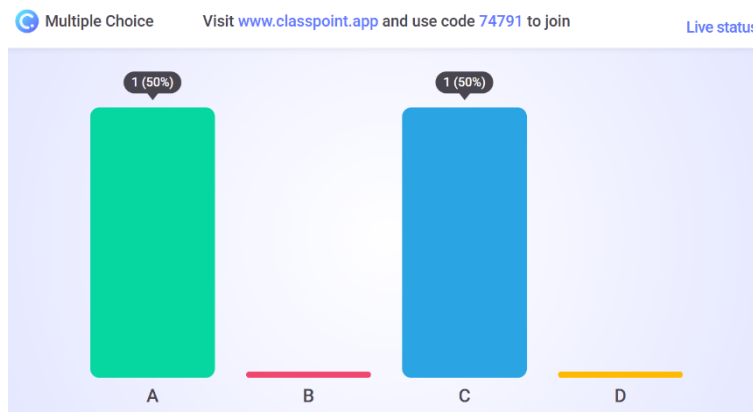 Multiple Choice
Visit www.classpoint.app and use code 74791 to join
Live status
1 (50%)
1 (50%)
A
B
C
D